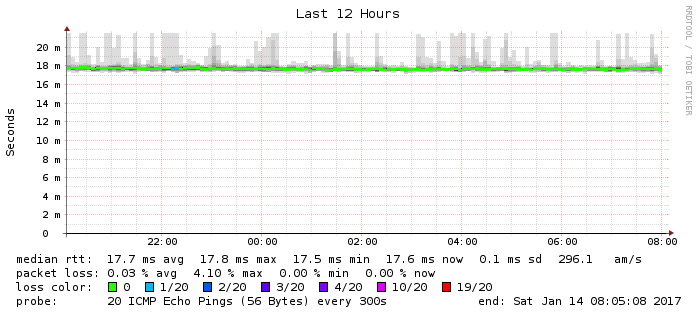 Last 12 Hours
RRDTOOL / TOBI OETIKER
Seconds
20 m
18 m
16 m
14 m
12 m
10 m
8 m
6 m
4 m
2 m
0
22:00 00:00 02:00 04:00 06:00 08:00
median rtt: 17.7 ms avg 17.8 ms max 17.5 ms min 17.6 ms now 0.1 ms sd 296.1 am/s
packet loss: 0.03 % avg 4.10 % max 0.00 % min 0.00 % now
loss color: 0 1/20 2/20 3/20 4/20 10/20 19/20
probe: 20 ICMP Echo Pings (56 Bytes) every 300s end: Sat Jan 14 08:05:08 2017